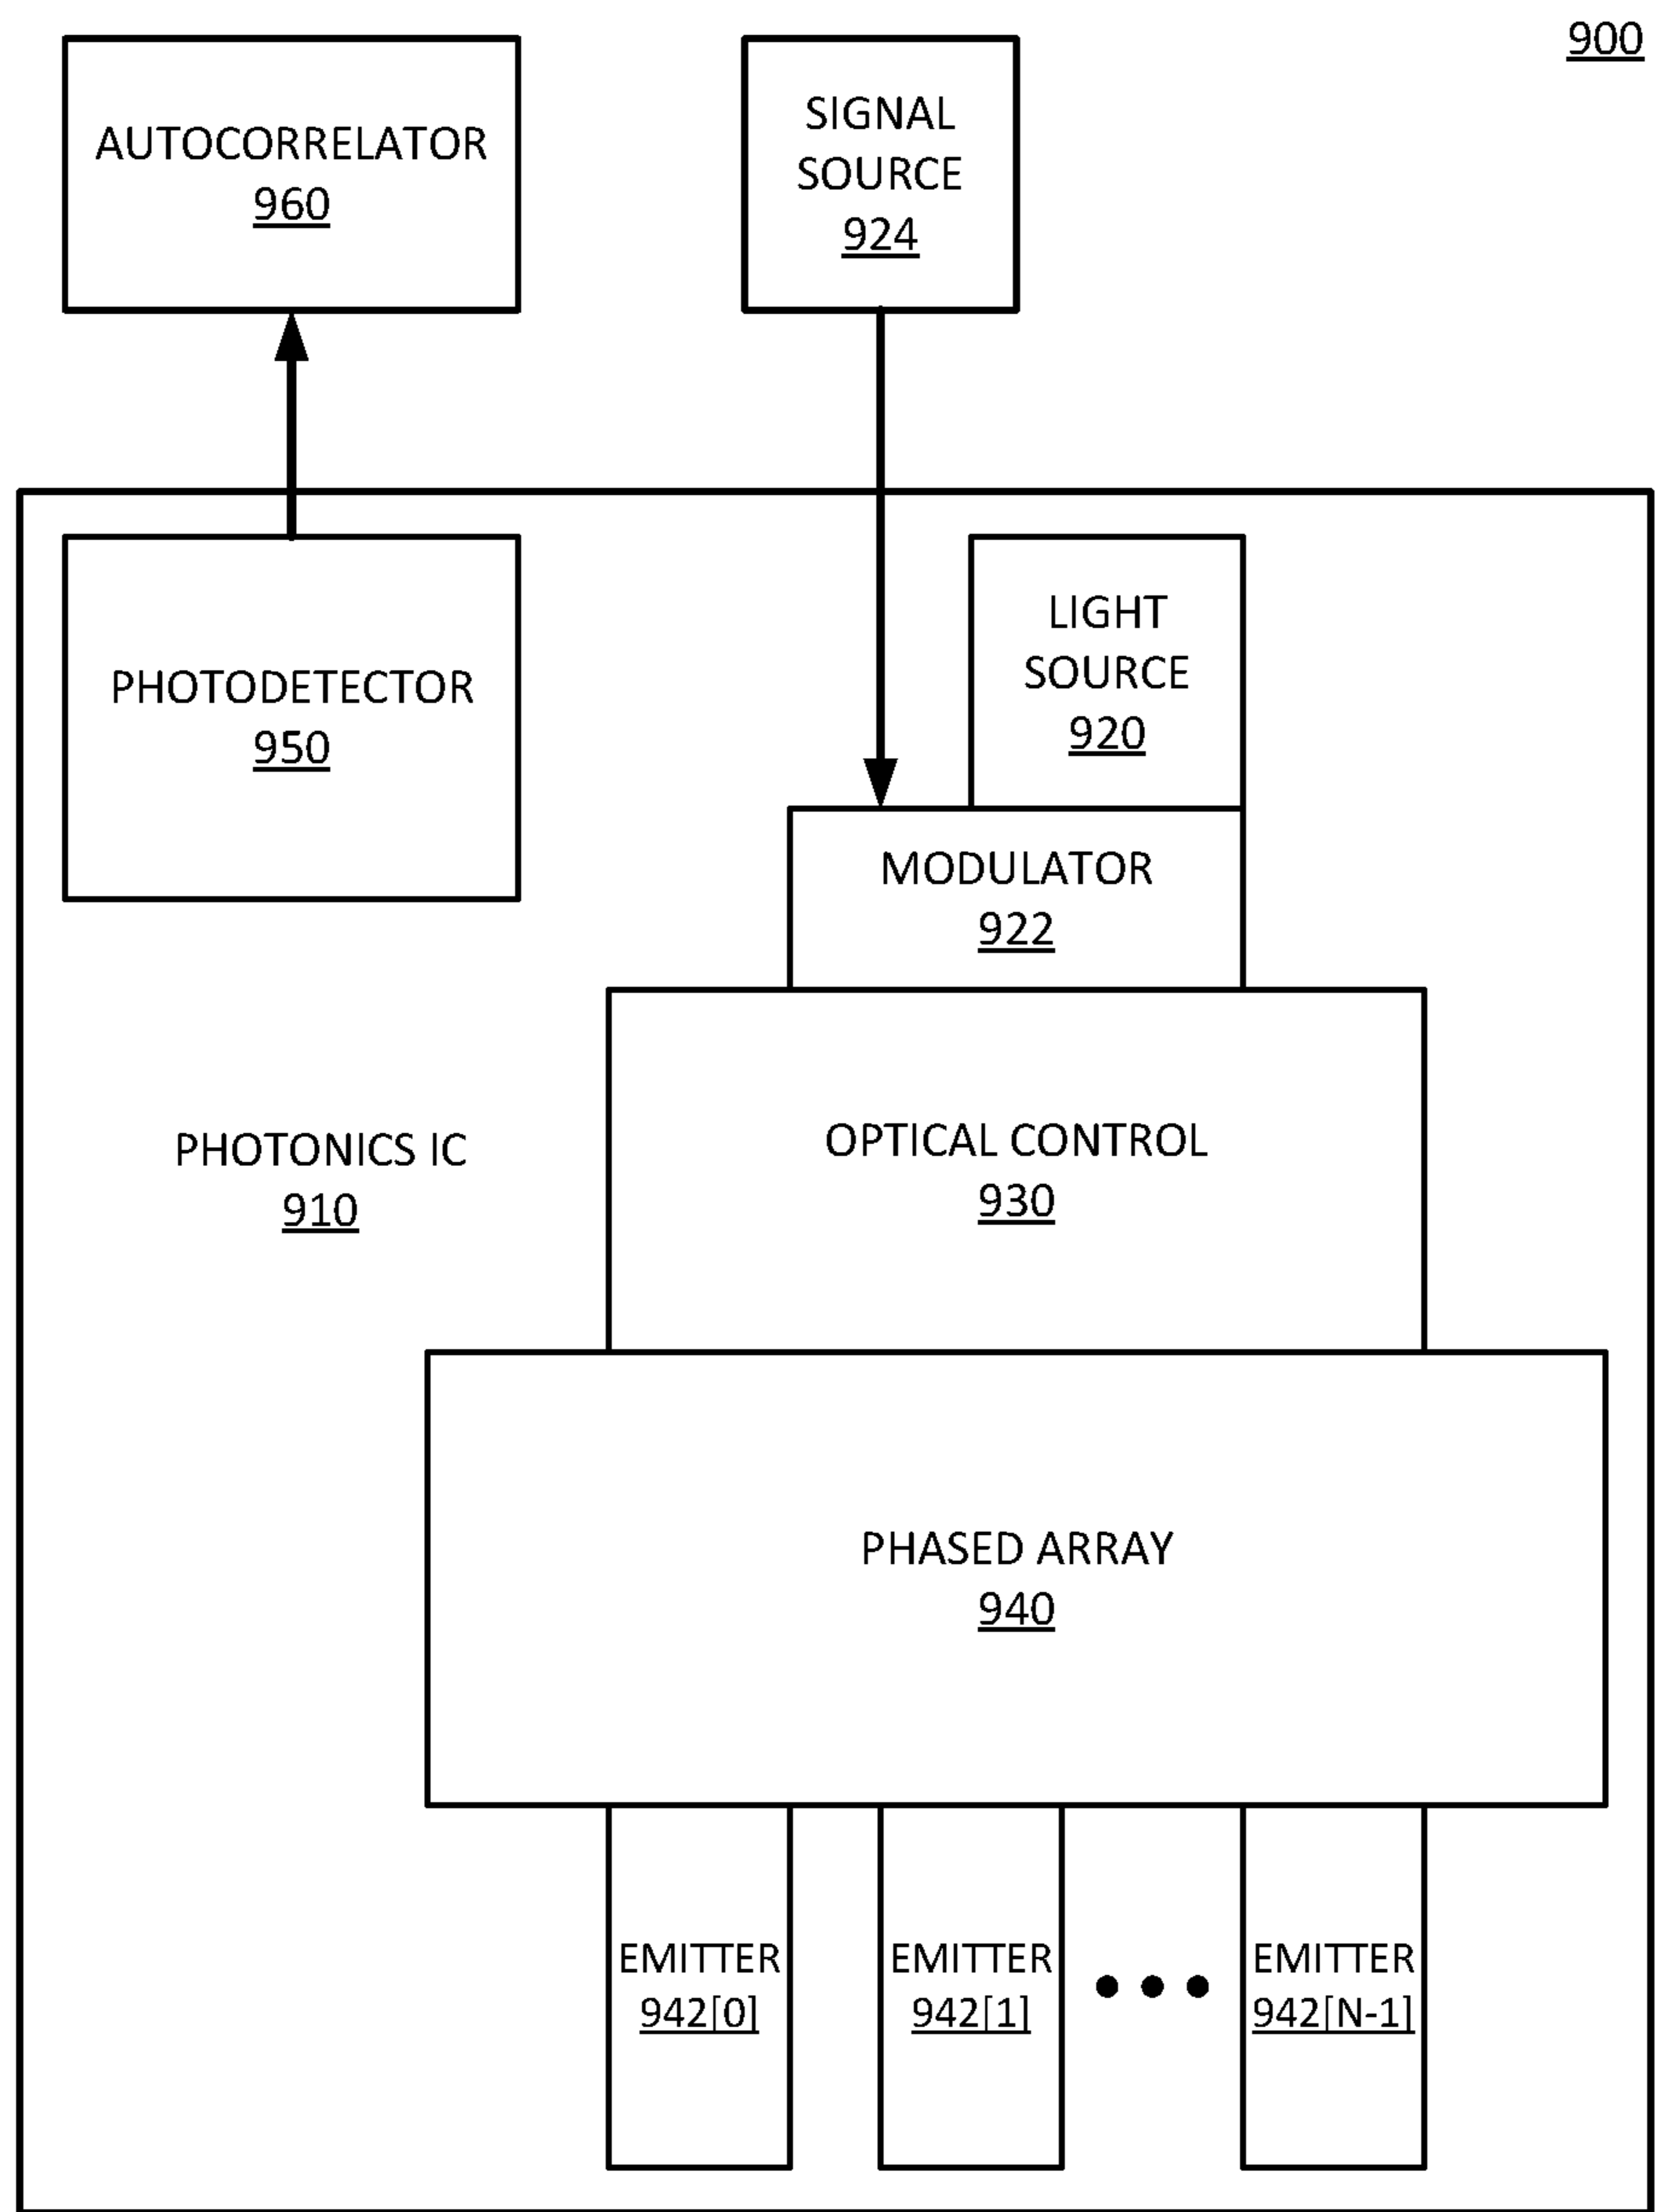 900
AUTOCORRELATOR
960
SIGNAL
SOURCE
924
PHOTODETECTOR
950
LIGHT
SOURCE
920
MODULATOR
922
PHOTONICS IC
910
OPTICAL CONTROL
930
PHASED ARRAY
940
EMITTER
942[0]
EMITTER
942[1]
EMITTER
942[N-1]